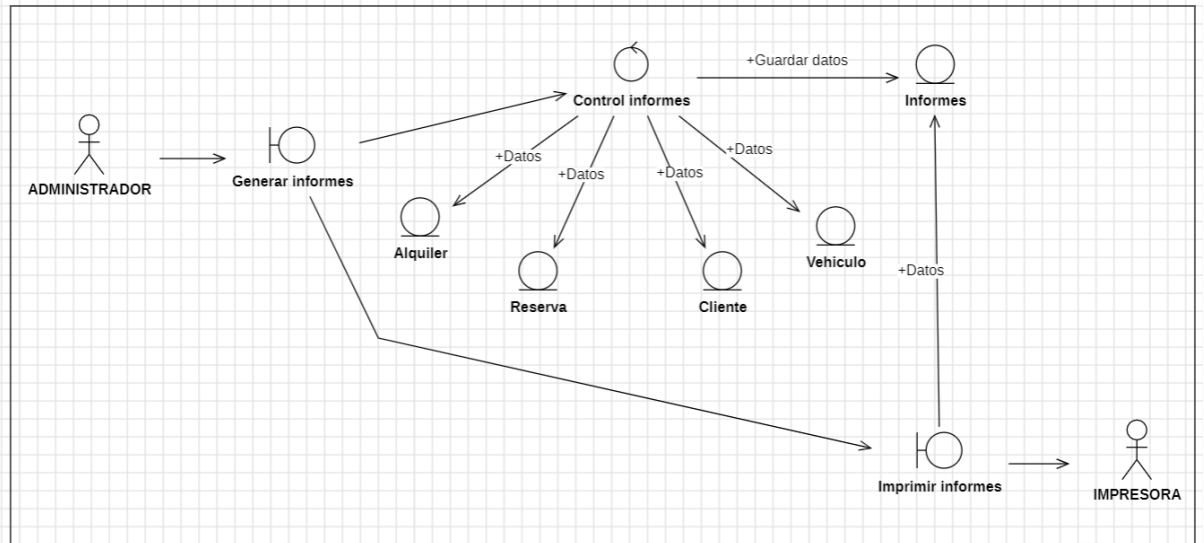 +Guardar datos
Control informes
Informes
ADMINISTRADOR
Generar informes
+Datos
+Datos
+Datos
+Datos
Alquiler
Reserva
Cliente
Vehiculo
+Datos
Imprimir informes
IMPRESORA